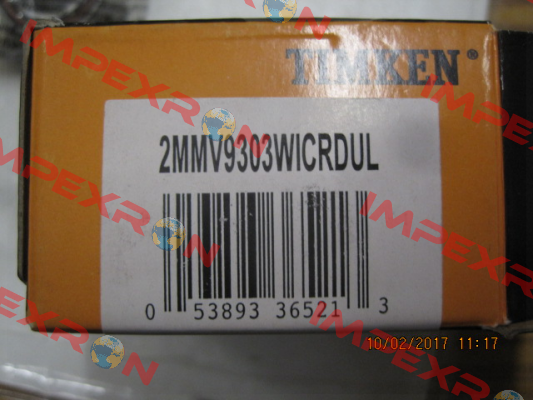 TIMKEN®
2MMV9303WICRDUL
0 53893 36521 3
10/02/2017 11:17
IMPEXRON
IMPEXRON
IMPEXRON
IMPEXRON
IMPEXRON